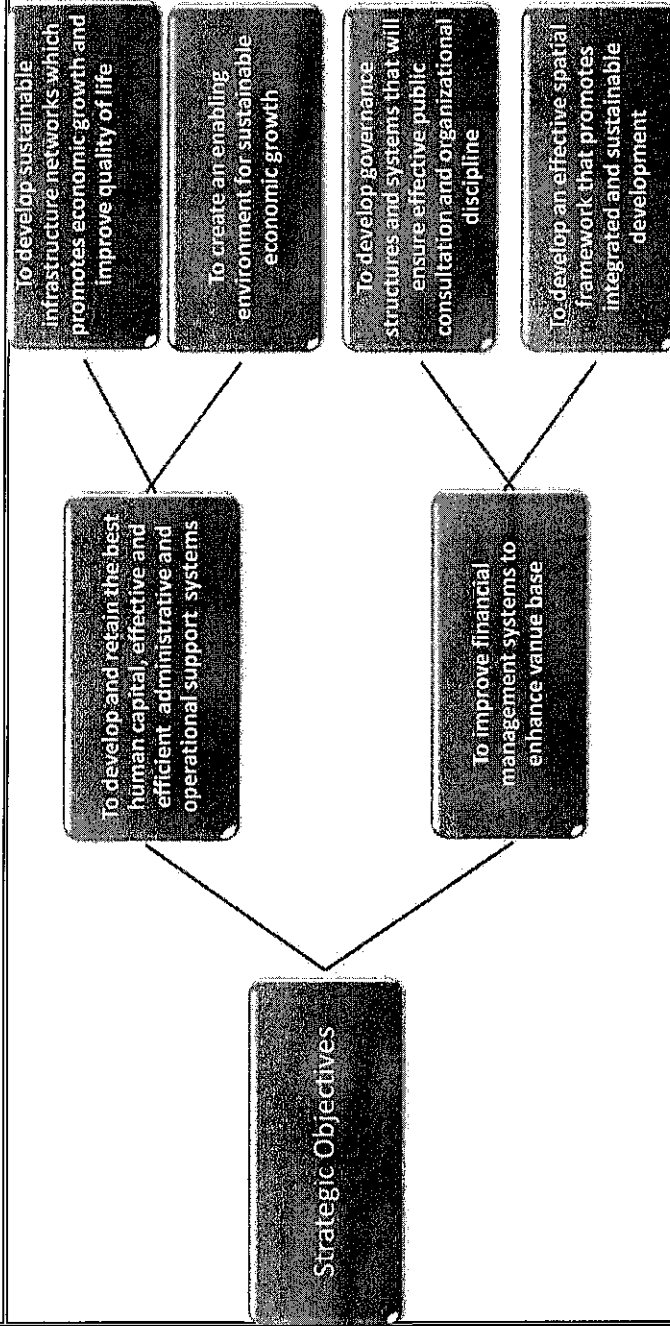 Strategic Objectives
To develop and retain the best
human capital, effective and
efficient administrative and
operational support systems
To improve financial
management systems to
enhance vanue base
To develop sustainable
infrastructure networks which
promotes economic growth and
improve quality of life
To create an enabling
environment for sustainable
economic growth
To develop governance
structures and systems that will
ensure effective public
consultation and organizational
discipline
To develop an effective spatial
framework that promotes
integrated and sustainable
development